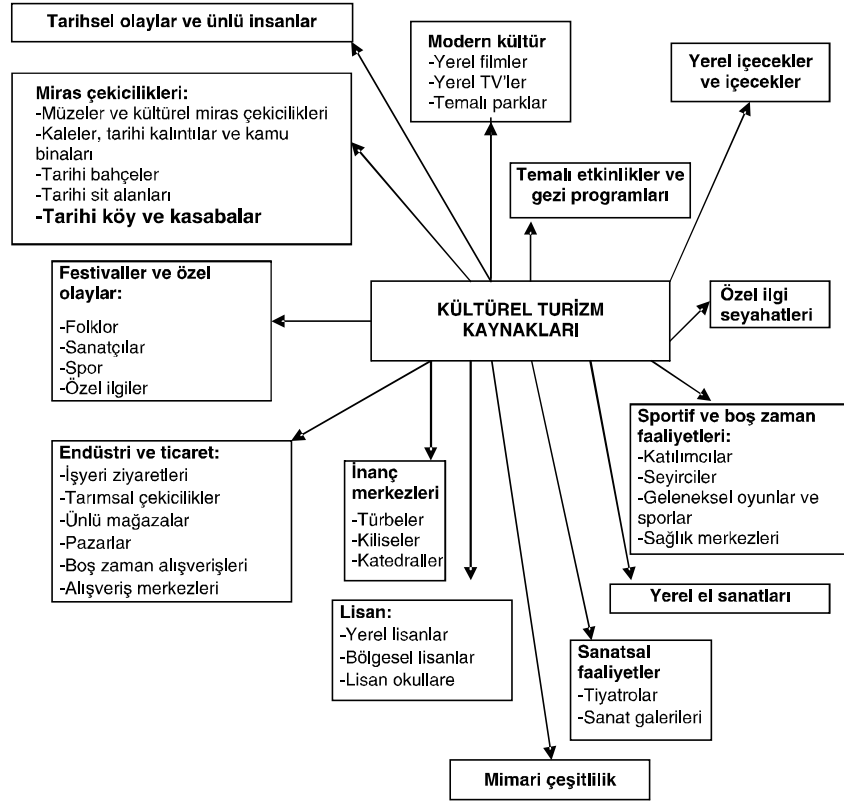 Tarihsel olaylar ve ünlü insanlar
Modern kültür
-Yerel filmler
-Yerel TV'ler
-Temalı parklar
Yerel içecekler
ve içecekler
Miras çekicilikleri:
-Müzeler ve kültürel miras çekicilikleri
-Kaleler, tarihi kalıntılar ve kamu
binaları
-Tarihi bahçeler
-Tarihi sit alanları
-Tarihi köy ve kasabalar
Temalı etkinlikler ve
gezi programları
Festivaller ve özel
olaylar:
-Folklor
-Sanatçılar
-Spor
-Özel ilgiler
KÜLTÜREL TURİZM
KAYNAKLARI
Özel ilgi
seyahatleri
Endüstri ve ticaret:
-İşyeri ziyaretleri
-Tarımsal çekicilikler
-Ünlü mağazalar
-Pazarlar
-Boş zaman alışverişleri
-Alışveriş merkezleri
İnanç
merkezleri
-Türbeler
-Kiliseler
-Katedraller
Sportif ve boş zaman
faaliyetleri:
-Katılımcılar
-Seyirciler
-Geleneksel oyunlar ve
sporlar
-Sağlık merkezleri
Yerel el sanatları
Lisan:
-Yerel lisanlar
-Bölgesel lisanlar
-Lisan okullare
Sanatsal
faaliyetler
-Tiyatrolar
-Sanat galerileri
Mimari çeşitlilik